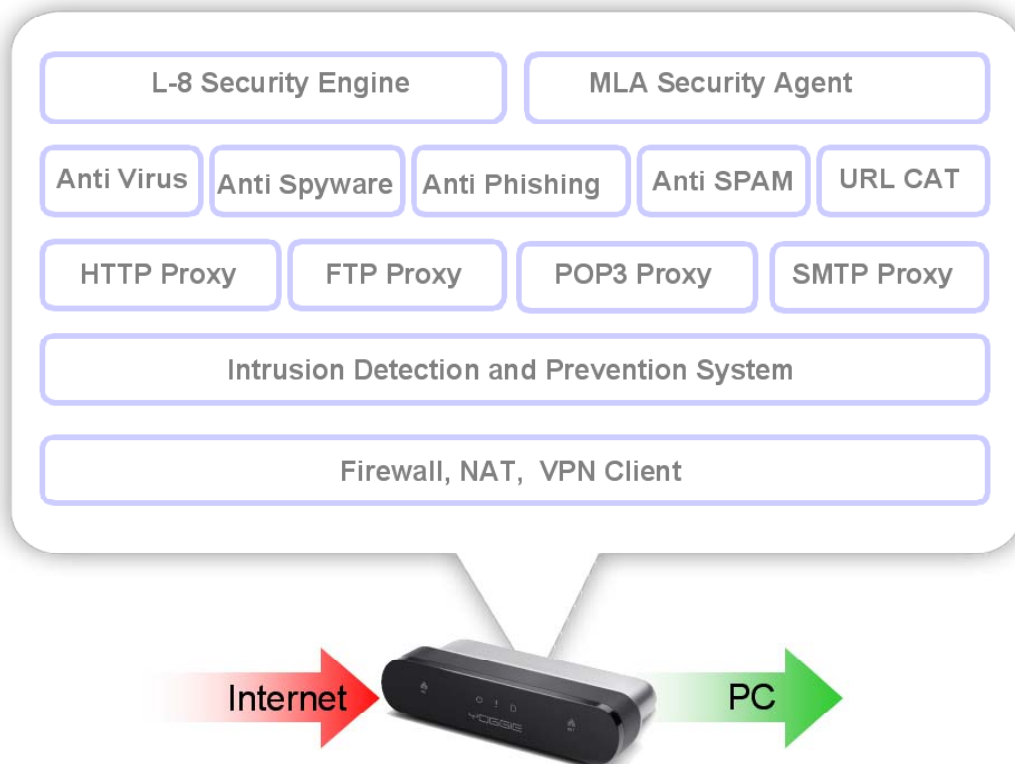 L-8 Security Engine
MLA Security Agent
Anti Virus
Anti Spyware
Anti Phishing
Anti SPAM
URL CAT
HTTP Proxy
FTP Proxy
POP3 Proxy
SMTP Proxy
Intrusion Detection and Prevention System
Firewall, NAT, VPN Client
Internet
PC
YOGGIE